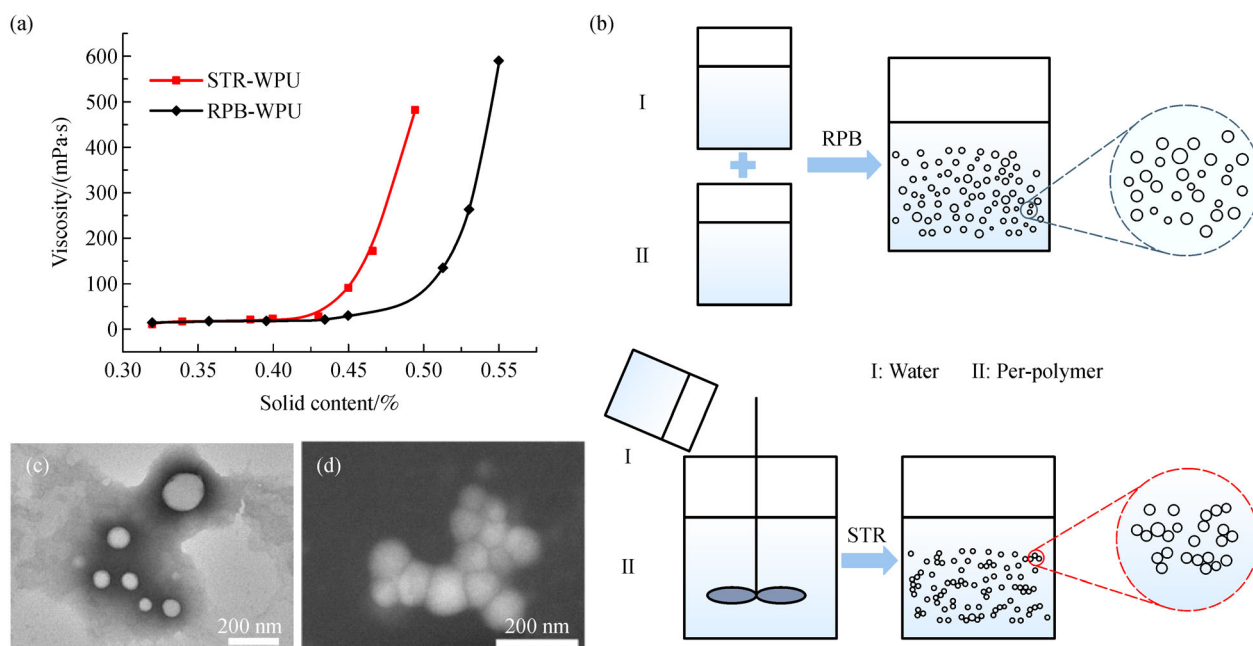 (a)
600
500
400
300
200
100
0
Viscosity/(mPa·s)
STR-WPU
RPB-WPU
0.30
0.35
0.40
0.45
0.50
0.55
Solid content/%
(b)
I
RPB
II
I: Water
II: Per-polymer
I
STR
II
(c)
200 nm
(d)
200 nm